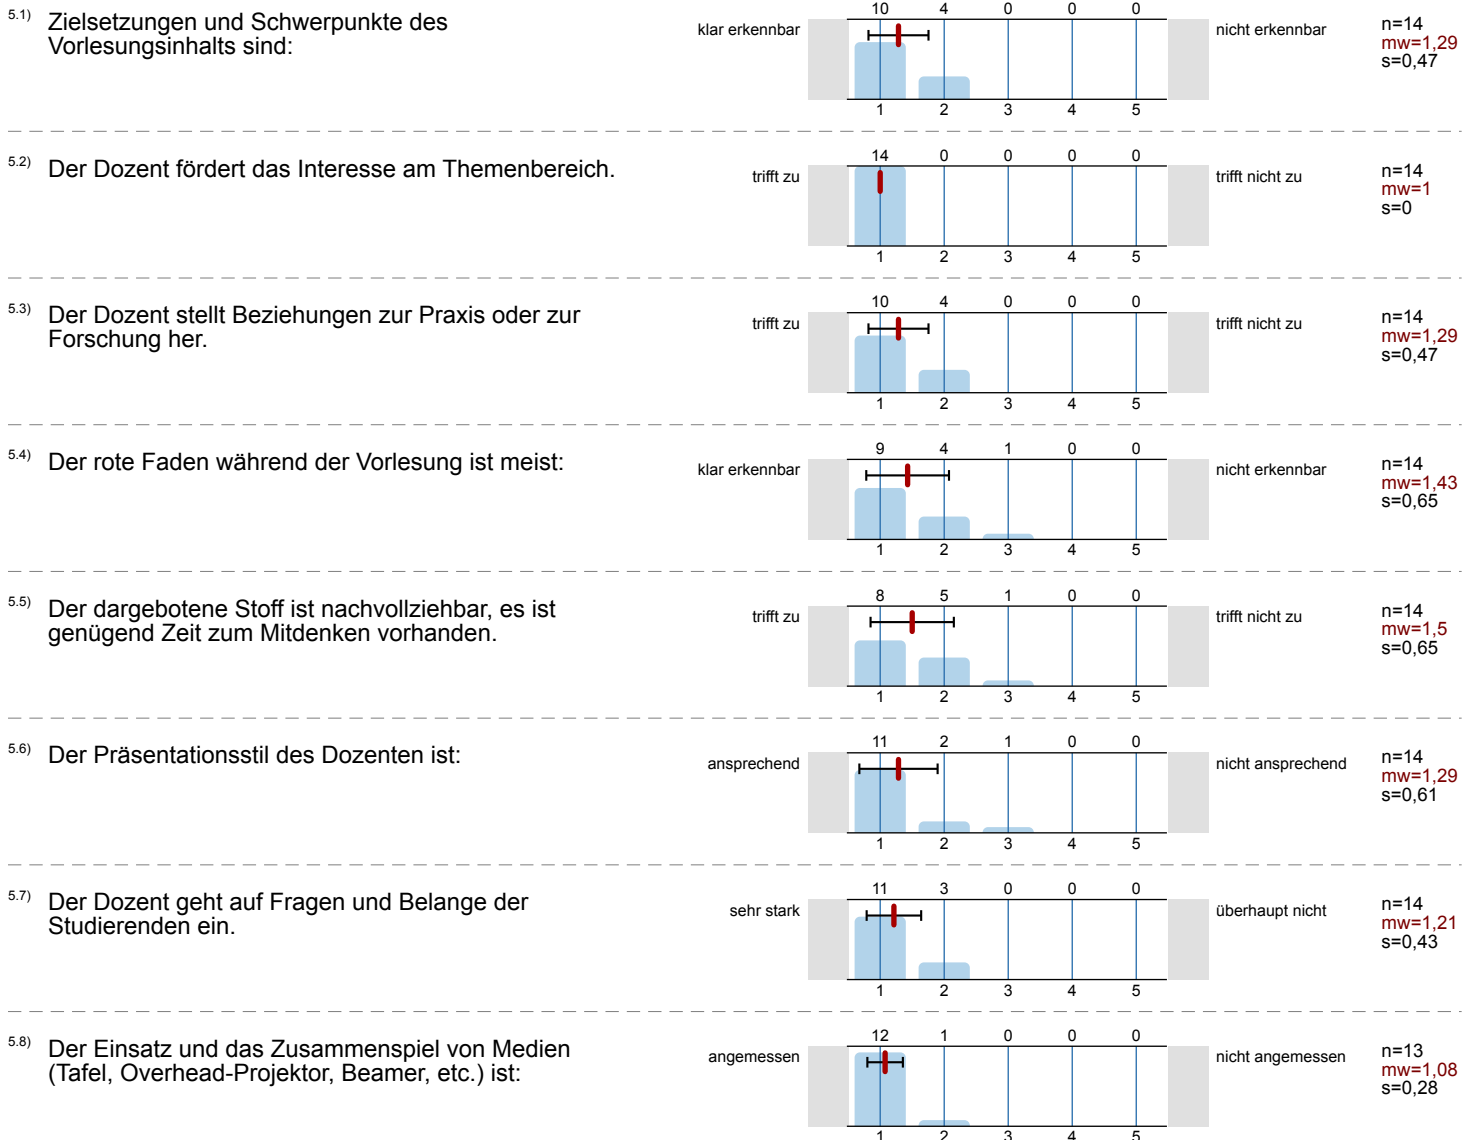 5.1) Zielsetzungen und Schwerpunkte des
Vorlesungsinhalts sind:
klar erkennbar
10 4 0 0 0
1 2 3 4 5
nicht erkennbar
n=14
mw=1,29
s=0,47
5.2) Der Dozent fördert das Interesse am Themenbereich.
trifft zu
14 0 0 0 0
1 2 3 4 5
trifft nicht zu
n=14
mw=1
s=0
5.3) Der Dozent stellt Beziehungen zur Praxis oder zur
Forschung her.
trifft zu
10 4 0 0 0
1 2 3 4 5
trifft nicht zu
n=14
mw=1,29
s=0,47
5.4) Der rote Faden während der Vorlesung ist meist:
klar erkennbar
9 4 1 0 0
1 2 3 4 5
nicht erkennbar
n=14
mw=1,43
s=0,65
5.5) Der dargebotene Stoff ist nachvollziehbar, es ist
genügend Zeit zum Mitdenken vorhanden.
trifft zu
8 5 1 0 0
1 2 3 4 5
trifft nicht zu
n=14
mw=1,5
s=0,65
5.6) Der Präsentationsstil des Dozenten ist:
ansprechend
11 2 1 0 0
1 2 3 4 5
nicht ansprechend
n=14
mw=1,29
s=0,61
5.7) Der Dozent geht auf Fragen und Belange der
Studierenden ein.
sehr stark
11 3 0 0 0
1 2 3 4 5
überhaupt nicht
n=14
mw=1,21
s=0,43
5.8) Der Einsatz und das Zusammenspiel von Medien
(Tafel, Overhead-Projektor, Beamer, etc.) ist:
angemessen
12 1 0 0 0
1 2 3 4 5
nicht angemessen
n=13
mw=1,08
s=0,28